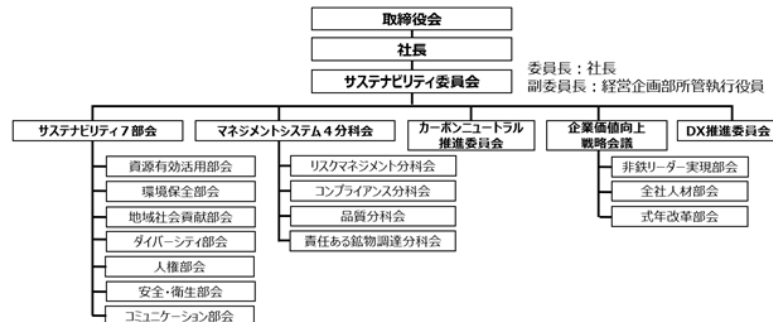 取締役会
社長
サステナビリティ委員会
委員長：社長
副委員長：経営企画部所管執行役員
サステナビリティ７部会
マネジメントシステム４分科会
カーボンニュートラル
推進委員会
企業価値向上
戦略会議
DX推進委員会
資源有効活用部会
環境保全部会
地域社会貢献部会
ダイバーシティ部会
人権部会
安全・衛生部会
コミュニケーション部会
リスクマネジメント分科会
コンプライアンス分科会
品質分科会
責任ある鉱物調達分科会
非鉄リーダー実現部会
全社人材部会
式年改革部会